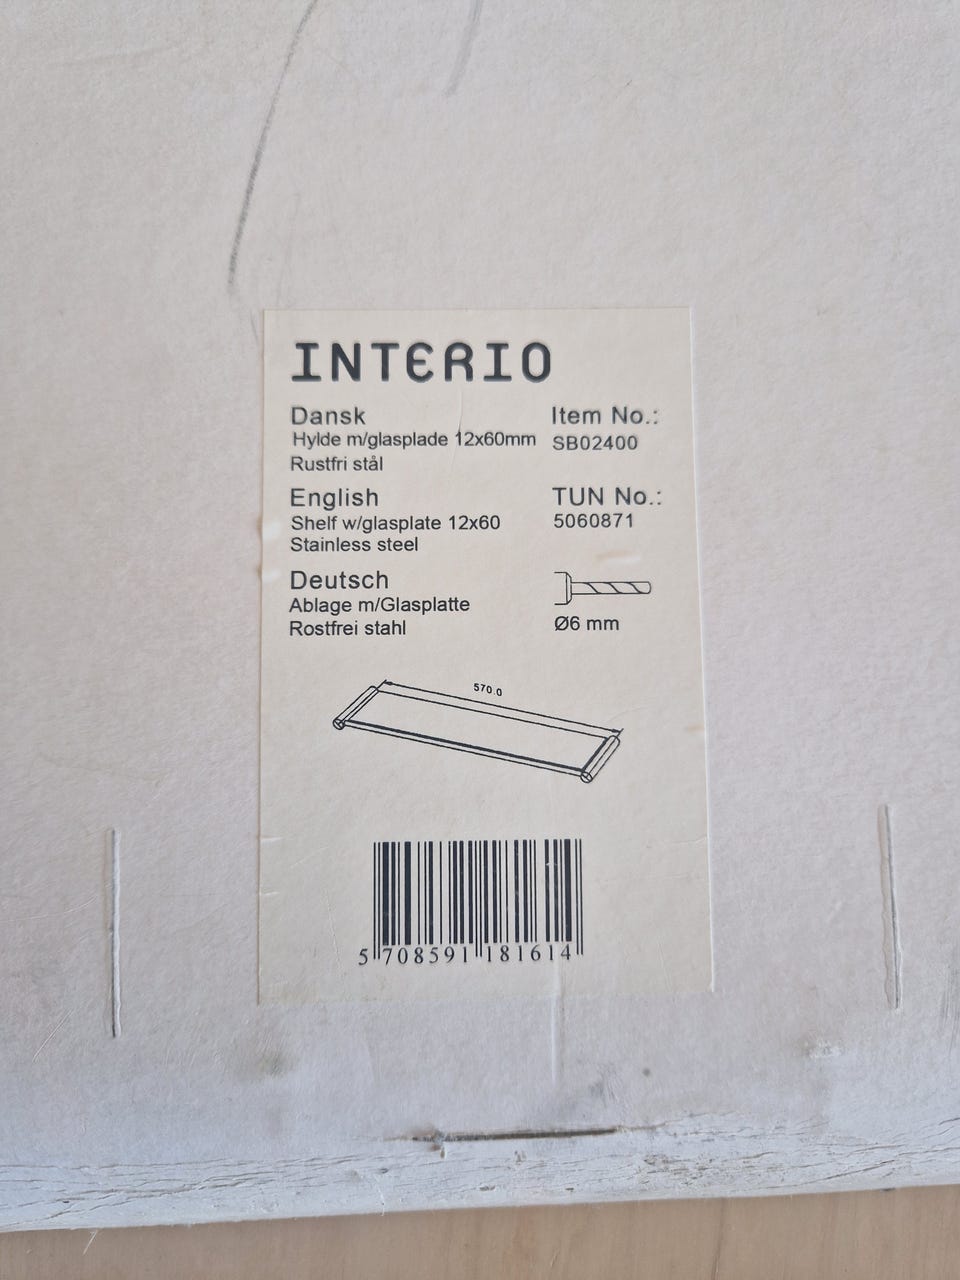 INTERIO
Dansk
Hylde m/glasplade 12x60mm
Rustfri stål
Item No.:
SB02400
English
Shelf w/glasplate 12x60
Stainless steel
TUN No.:
5060871
Deutsch
Ablage m/Glasplatte
Rostfrei stahl
Ø6 mm
570.0
5 708591 181614